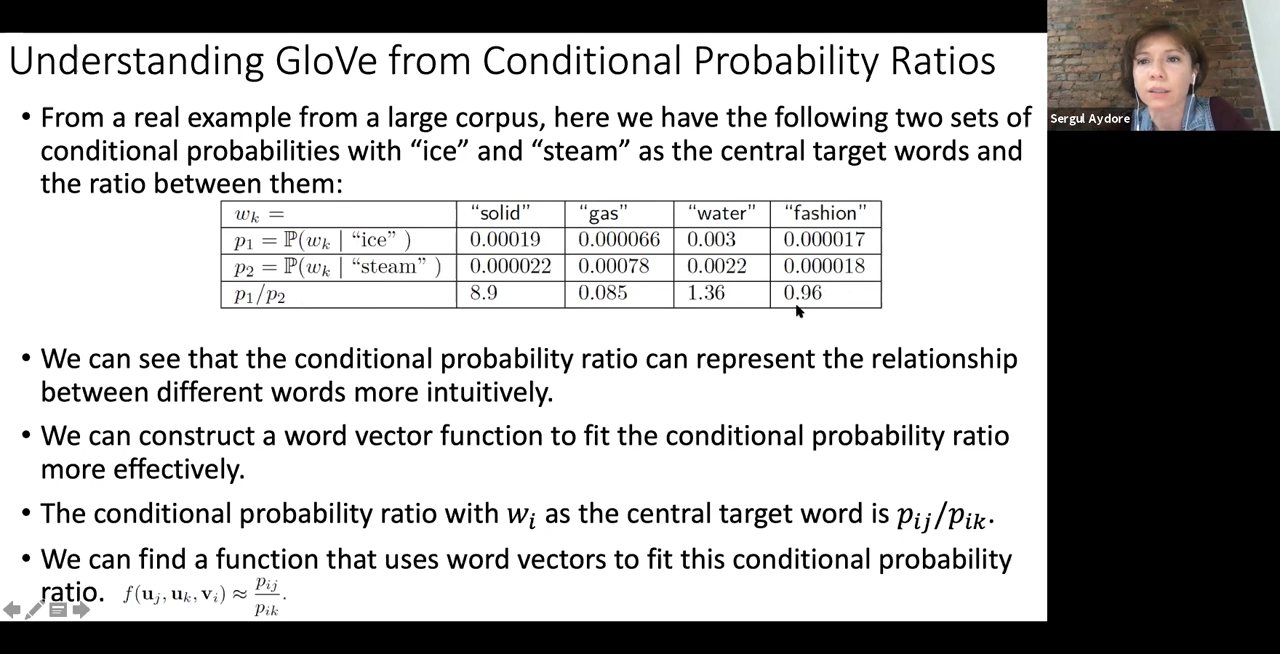 Understanding GloVe from Conditional Probability Ratios
Sergul Aydore
• From a real example from a large corpus, here we have the following two sets of
conditional probabilities with “ice” and “steam” as the central target words and
the ratio between them:
w_k = “solid” “gas” “water” “fashion”
p_1 = ℙ(w_k | “ice” ) 0.00019 0.000066 0.003 0.000017
p_2 = ℙ(w_k | “steam” ) 0.000022 0.00078 0.0022 0.000018
p_1/p_2 8.9 0.085 1.36 0.96
• We can see that the conditional probability ratio can represent the relationship
between different words more intuitively.
• We can construct a word vector function to fit the conditional probability ratio
more effectively.
• The conditional probability ratio with w_i as the central target word is p_ij/p_ik.
• We can find a function that uses word vectors to fit this conditional probability
ratio. f(u_j, u_k, v_i) ≈ p_ij/p_ik.